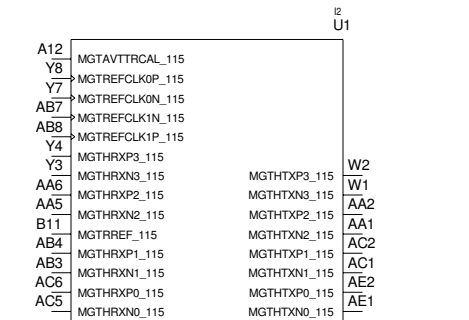 I2
U1
A12 MGTAVTTRCAL_115
Y8 MGTREFCLK0P_115
Y7 MGTREFCLK0N_115
AB7 MGTREFCLK1N_115
AB8 MGTREFCLK1P_115
Y4 MGTHRXP3_115
Y3 MGTHRXN3_115 MGTHTXP3_115 W2
AA6 MGTHRXP2_115 MGTHTXN3_115 W1
AA5 MGTHRXN2_115 MGTHTXP2_115 AA2
B11 MGTRREF_115 MGTHTXN2_115 AA1
AB4 MGTHRXP1_115 MGTHTXP1_115 AC2
AB3 MGTHRXN1_115 MGTHTXN1_115 AC1
AC6 MGTHRXP0_115 MGTHTXP0_115 AE2
AC5 MGTHRXN0_115 MGTHTXN0_115 AE1